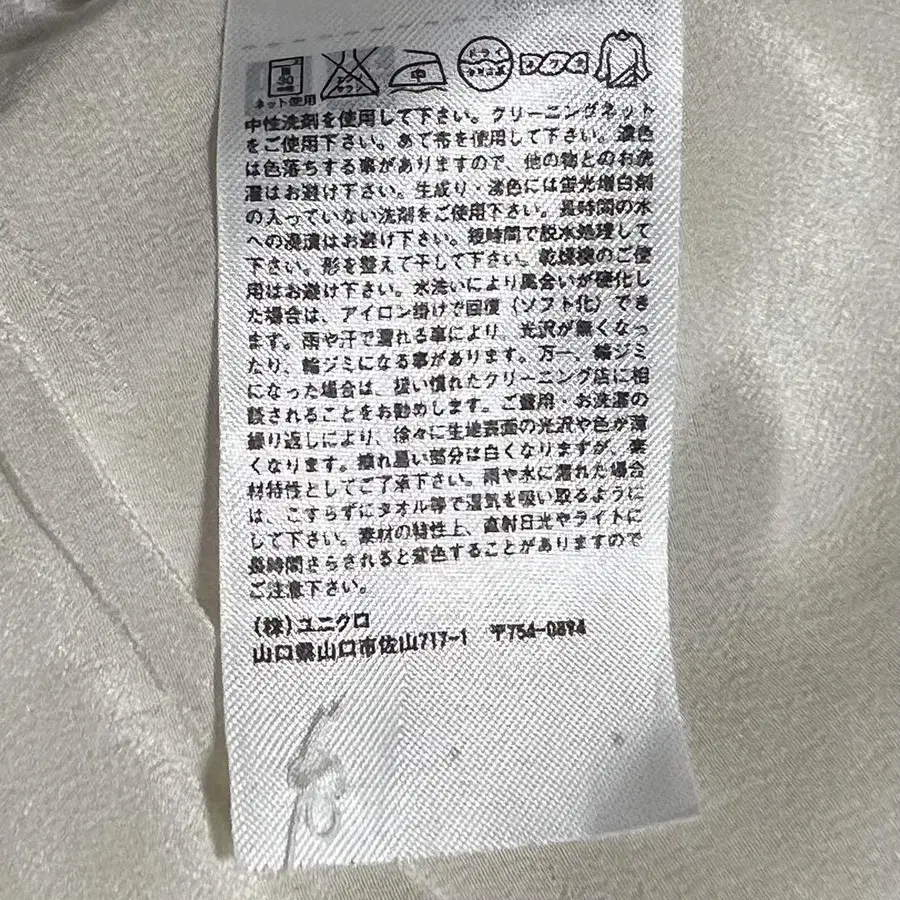 ネット使用
中
ドライ
中性洗剤を使用して下さい。クリーニングネット
をご使用下さい。あて布を使用して下さい。濃色
は色落ちする事がありますので、他の物とのお洗
濯はお避け下さい。生成り・淡色には蛍光増白剤
の入っていない洗剤をご使用下さい。長時間の水
への浸漬はお避け下さい。短時間で脱水処理して
下さい。形を整えて干して下さい。乾燥機のご使
用はお避け下さい。水洗いにより風合いが硬化し
た場合は、アイロン掛けで回復（ソフト化）でき
ます。雨や汗で濡れる事により、光沢が無くなっ
たり、輪ジミになる事があります。万一、輪ジミ
になった場合は、扱い慣れたクリーニング店に相
談されることをお勧めします。ご着用・お洗濯の
繰り返しにより、徐々に生地表面の光沢や色が薄
くなります。擦れ易い部分は白くなりますが、素
材特性としてご了承下さい。雨や水に濡れた場合
は、こすらずにタオル等で湿気を吸い取るように
して下さい。素材の特性上、直射日光やライトに
長時間さらされると変色することがありますので
ご注意下さい。
(株)ユニクロ
山口県山口市佐山717-1 〒754-0894